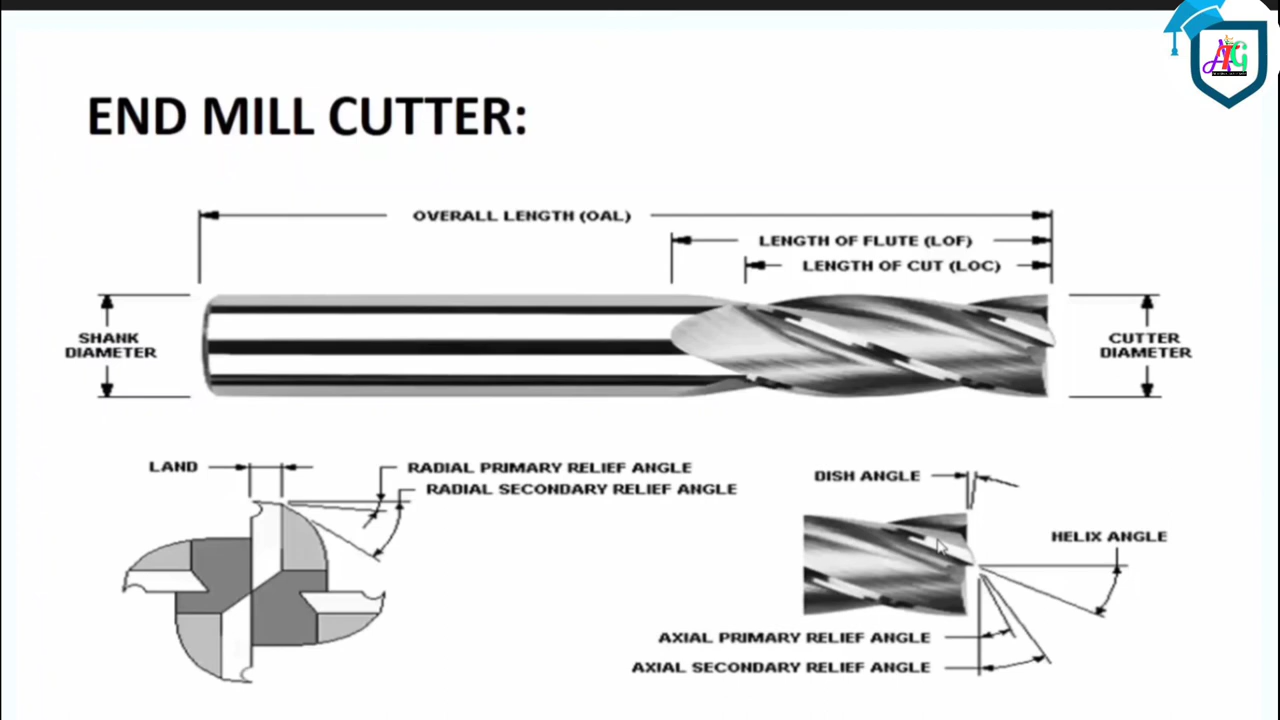 ATG
END MILL CUTTER:
OVERALL LENGTH (OAL)
LENGTH OF FLUTE (LOF)
LENGTH OF CUT (LOC)
SHANK
DIAMETER
CUTTER
DIAMETER
LAND
RADIAL PRIMARY RELIEF ANGLE
RADIAL SECONDARY RELIEF ANGLE
DISH ANGLE
HELIX ANGLE
AXIAL PRIMARY RELIEF ANGLE
AXIAL SECONDARY RELIEF ANGLE